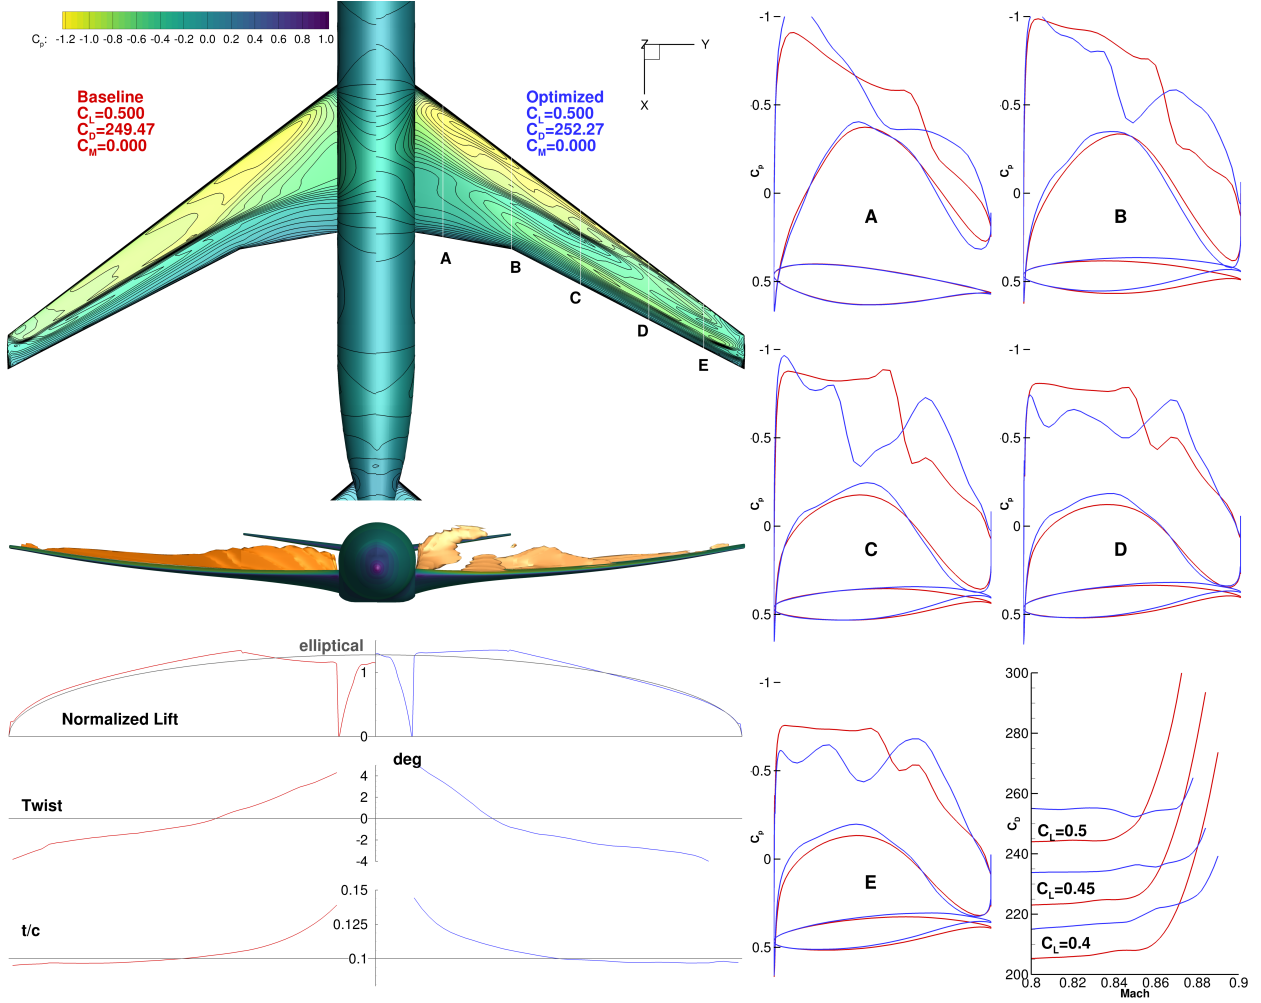 Cp: -1.2 -1.0 -0.8 -0.6 -0.4 -0.2 0.0 0.2 0.4 0.6 0.8 1.0
Baseline
CL=0.500
CD=249.47
CM=0.000
Z Y
X
Optimized
CL=0.500
CD=252.27
CM=0.000
A
B
C
D
E
elliptical
1
0
Normalized Lift
deg
4
2
0
-2
-4
Twist
0.15
0.125
0.1
t/c
-1
-0.5
0
0.5
Cp
A
-1
-0.5
0
0.5
Cp
B
-1
0.5
0
0.5
Cp
C
-1
0.5
0
0.5
Cp
D
-1
0.5
0
0.5
Cp
E
300
280
260
240
220
200
CD
CL=0.5
CL=0.45
CL=0.4
0.8 0.82 0.84 0.86 0.88 0.9
Mach